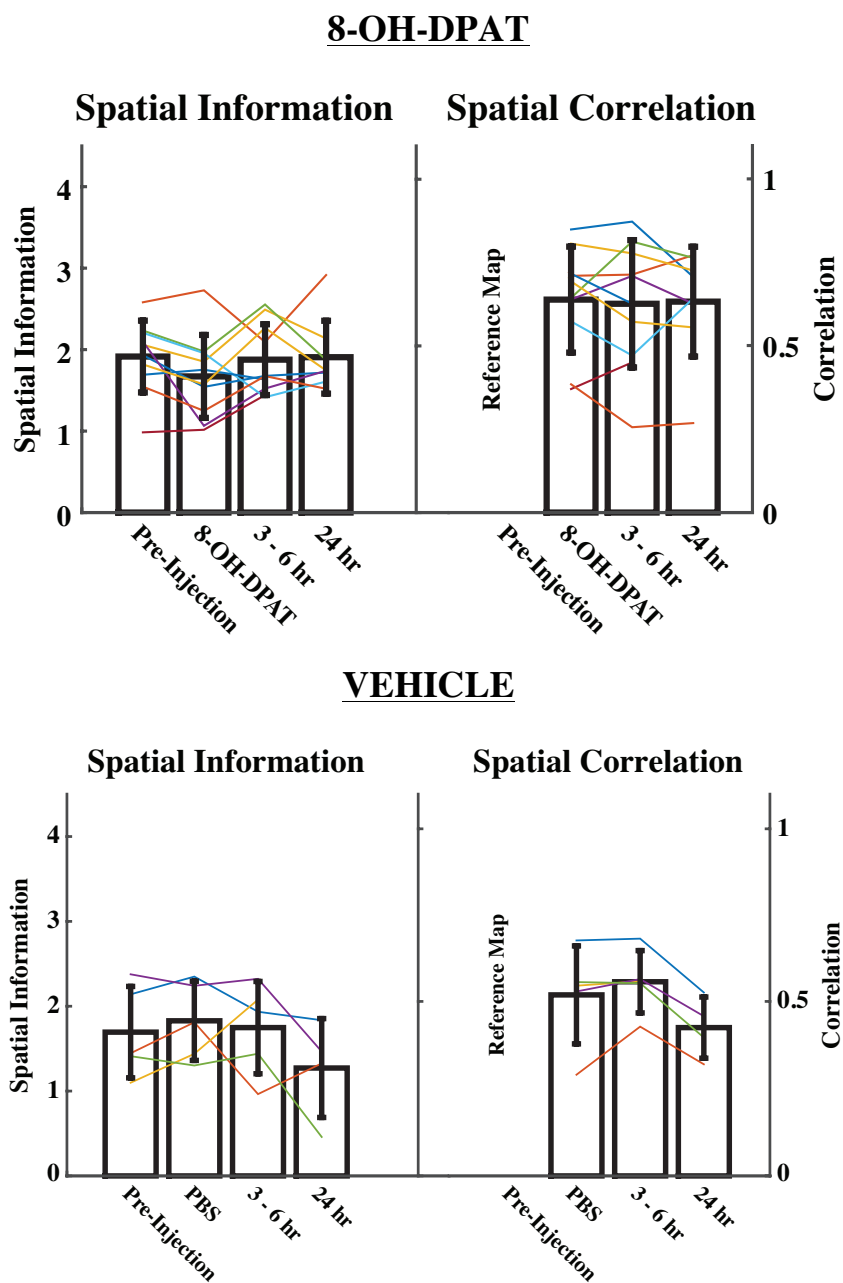 8-OH-DPAT
Spatial Information
Spatial Correlation
Spatial Information
4
3
2
1
0
Pre-Injection
8-OH-DPAT
3 - 6 hr
24 hr
Reference Map
Correlation
1
0.5
0
Pre-Injection
8-OH-DPAT
3 - 6 hr
24 hr
VEHICLE
Spatial Information
Spatial Correlation
Spatial Information
4
3
2
1
0
Pre-Injection
PBS
3 - 6 hr
24 hr
Reference Map
Correlation
1
0.5
0
Pre-Injection
PBS
3 - 6 hr
24 hr